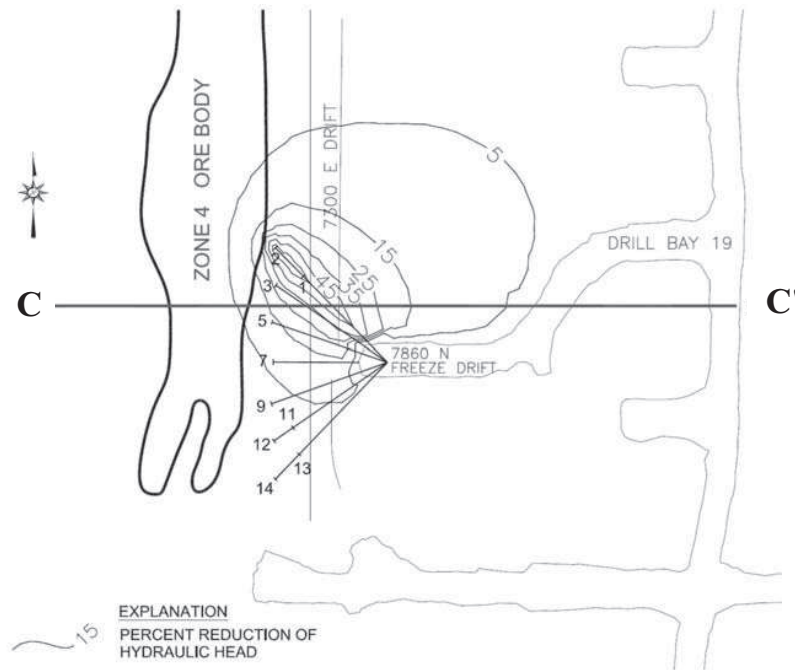 ZONE 4 ORE BODY
7300 E DRIFT
5
15
25
35
45
2
1
3
5
7
9
11
12
13
14
C
C'
DRILL BAY 19
7860 N
FREEZE DRIFT
EXPLANATION
15
PERCENT REDUCTION OF
HYDRAULIC HEAD